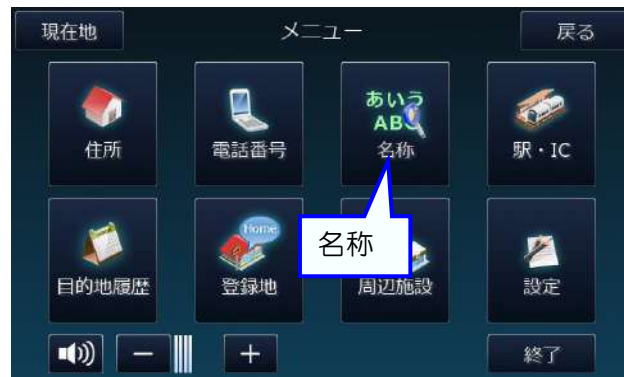 現在地 メニュー 戻る
あいう
ABC
住所 電話番号 名称 駅・IC
名称
Home
目的地履歴 登録地 周辺施設 設定
− +
終了